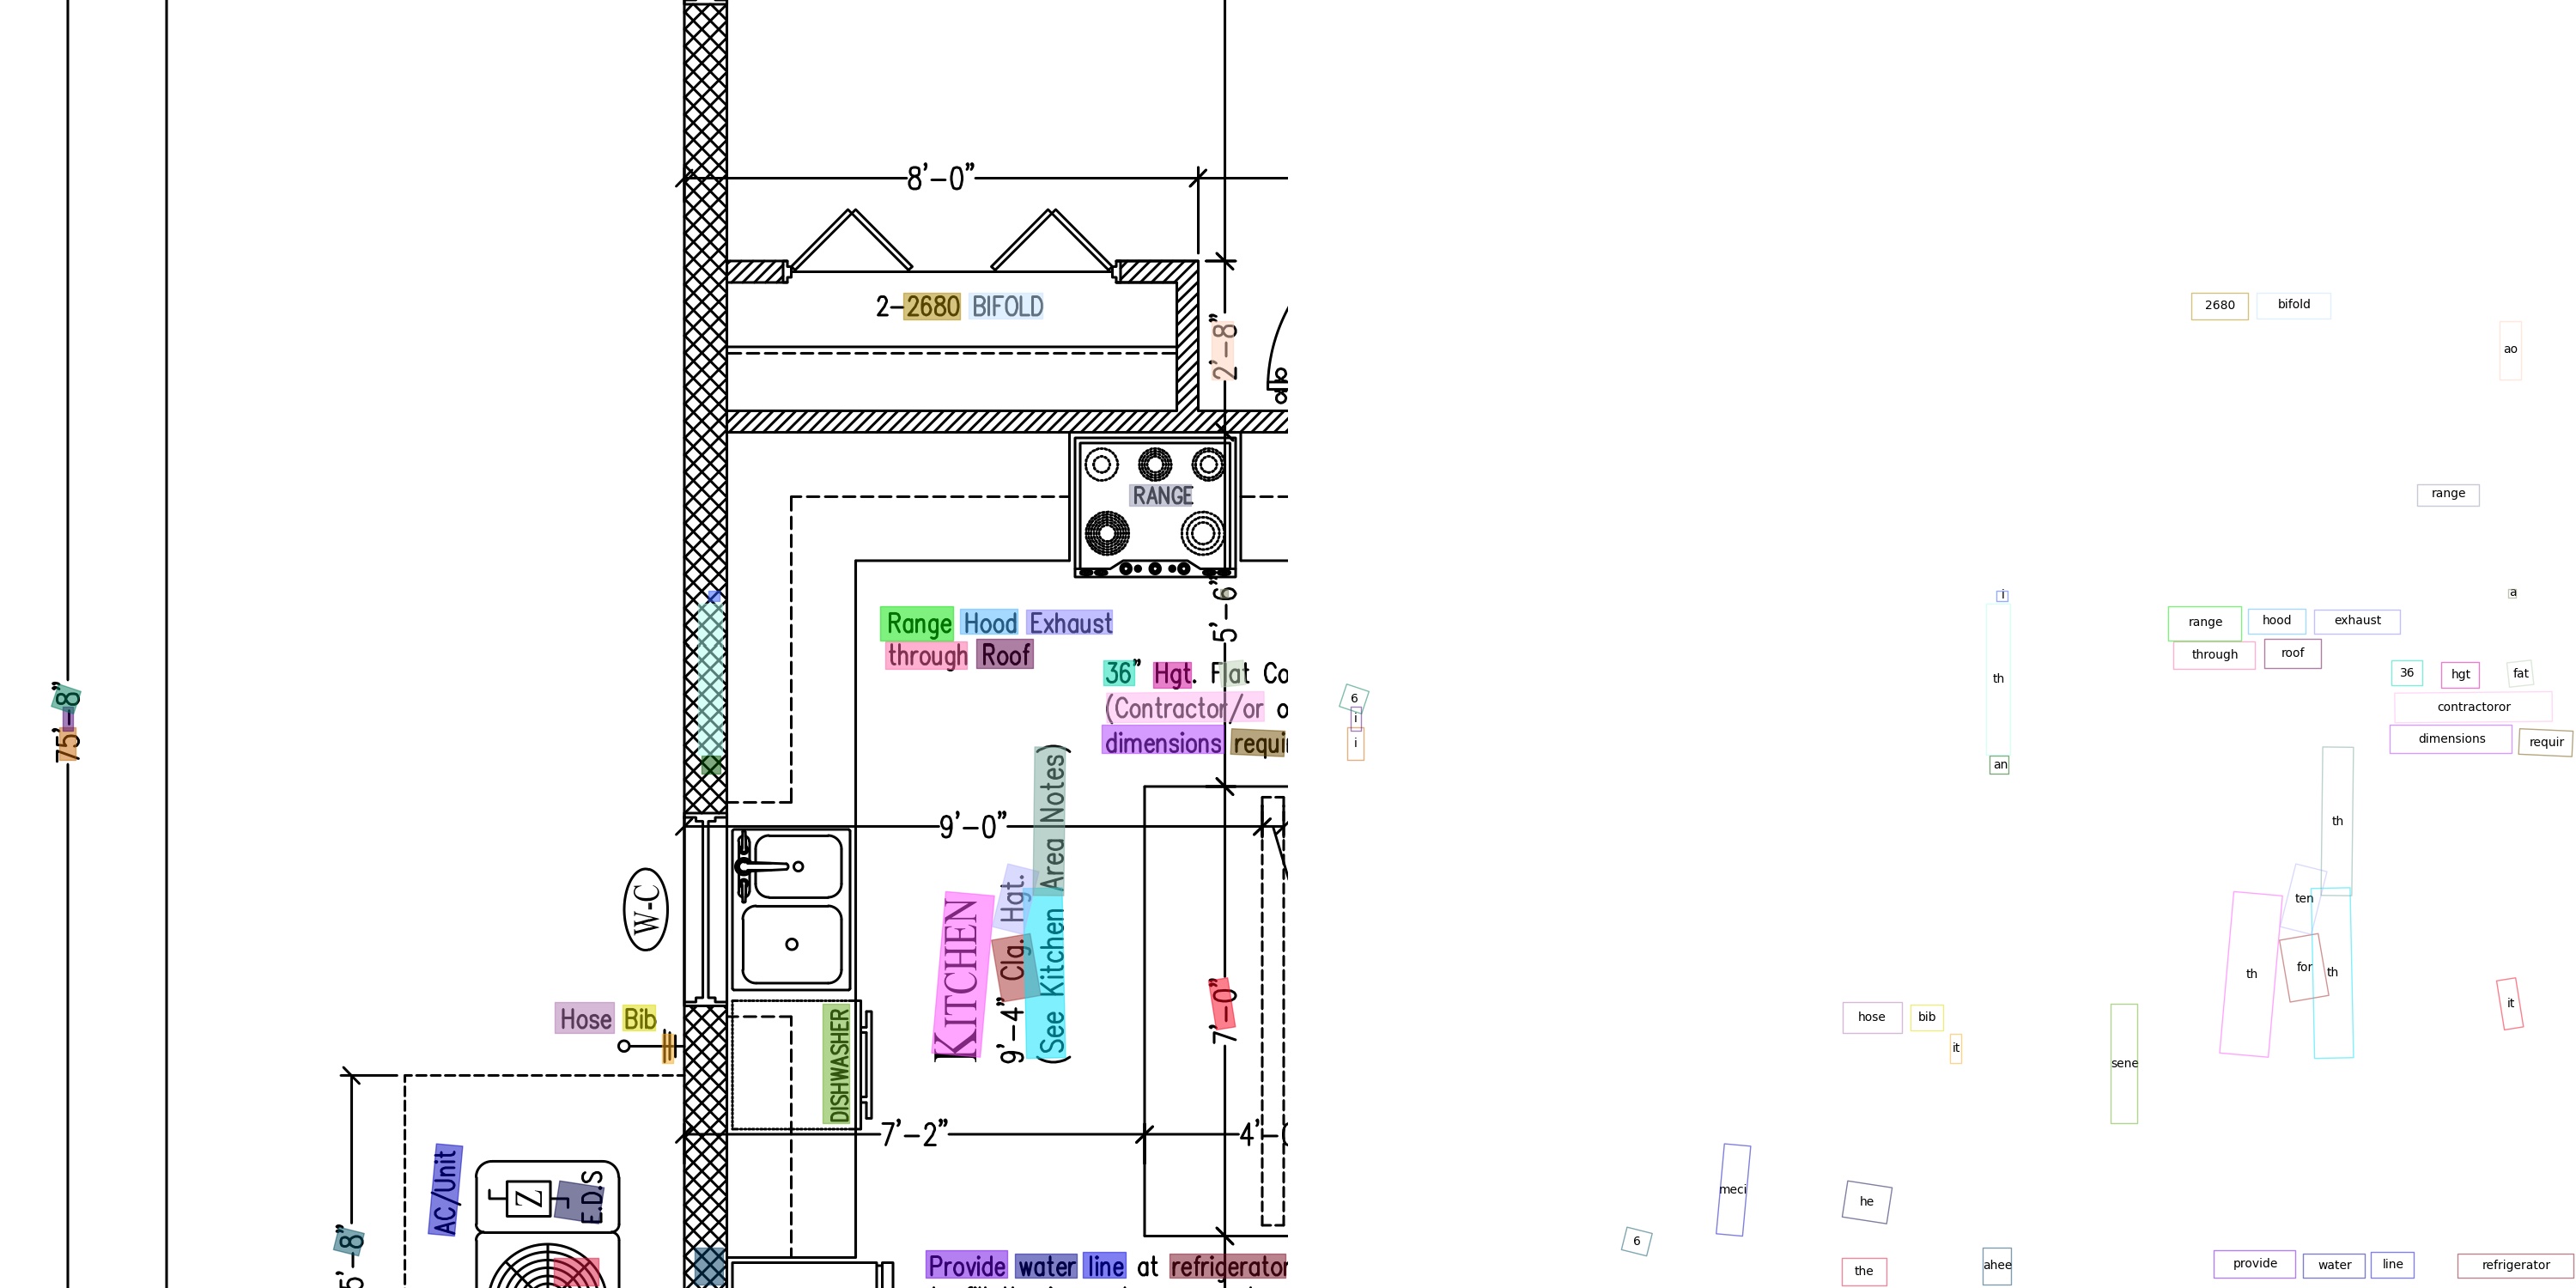 8'-0"
2-2680 BIFOLD
2'-8"
RANGE
5'-6"
Range Hood Exhaust
through Roof
36" Hgt. Flat Co
(Contractor/or o
dimensions requir
75'-8"
9'-0"
W-C
KITCHEN
9'-4" Clg. Hgt.
(See Kitchen Area Notes)
7'-0"
Hose Bib
DISHWASHER
7'-2"
4'-0
AC/Unit
Z
E.D.S
5'-8"
Provide water line at refrigerator
2680 bifold
ao
range
i
a
th
range hood exhaust
through roof
36 hgt fat
contractoror
dimensions requir
6
i
i
an
th
ten
th
for
th
it
hose bib
it
sene
meci
he
6
the
ahee
provide water line refrigerator